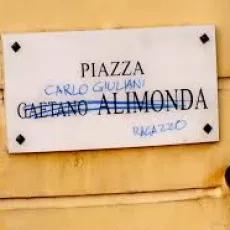 PIAZZA
CARLO GIULIANI
GAETANO ALIMONDA
RAGAZZO